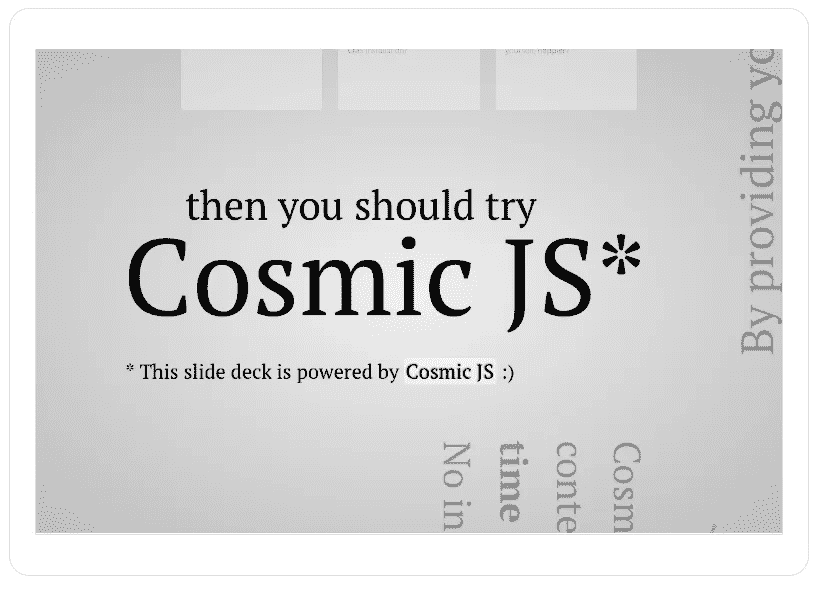 then you should try
Cosmic JS*
* This slide deck is powered by Cosmic JS :)
By providing yo
Cosm
conte
time
No in